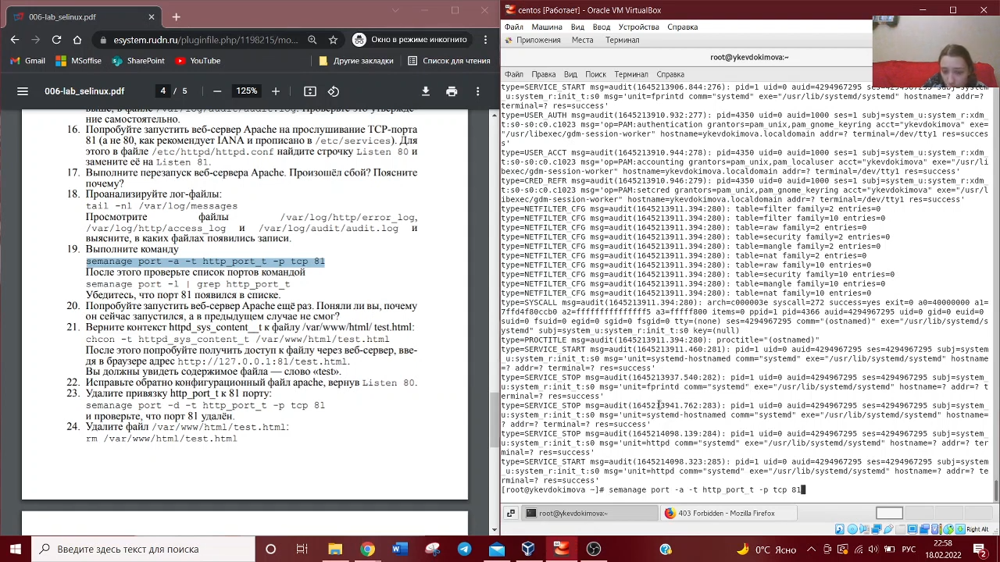 006-lab_selinux.pdf
esystem.rudn.ru/pluginfile.php/1198215/mo...
Окно в режиме инкогнито
Gmail
MSoffice
SharePoint
YouTube
Другие закладки
Список для чтения
006-lab_selinux.pdf
4 / 5
125%
ние самостоятельно.
16. Попробуйте запустить веб-сервер Apache на прослушивание TCP-порта
81 (а не 80, как рекомендует IANA и прописано в /etc/services). Для
этого в файле /etc/httpd/httpd.conf найдите строчку Listen 80 и
замените её на Listen 81.
17. Выполните перезапуск веб-сервера Apache. Произошёл сбой? Поясните
почему?
18. Проанализируйте лог-файлы:
tail -nl /var/log/messages
Просмотрите файлы /var/log/http/error_log,
/var/log/http/access_log и /var/log/audit/audit.log и
выясните, в каких файлах появились записи.
19. Выполните команду
semanage port -a -t http_port_t -p tcp 81
После этого проверьте список портов командой
semanage port -l | grep http_port_t
Убедитесь, что порт 81 появился в списке.
20. Попробуйте запустить веб-сервер Apache ещё раз. Поняли ли вы, почему
он сейчас запустился, а в предыдущем случае не смог?
21. Верните контекст httpd_sys_cоntent__t к файлу /var/www/html/ test.html:
chcon -t httpd_sys_content_t /var/www/html/test.html
После этого попробуйте получить доступ к файлу через веб-сервер, вве-
дя в браузере адрес http://127.0.0.1:81/test.html.
Вы должны увидеть содержимое файла — слово «test».
22. Исправьте обратно конфигурационный файл apache, вернув Listen 80.
23. Удалите привязку http_port_t к 81 порту:
semanage port -d -t http_port_t -p tcp 81
и проверьте, что порт 81 удалён.
24. Удалите файл /var/www/html/test.html:
rm /var/www/html/test.html
centos [Работает] - Oracle VM VirtualBox
Файл Машина Вид Ввод Устройства Справка
Приложения Места Терминал
root@ykevdokimova:~
Файл Правка Вид Поиск Терминал Справка
type=SERVICE_START msg=audit(1645213906.844:276): pid=1 uid=0 auid=4294967295 ses=4294967295 subj=system_
u:system_r:init_t:s0 msg='unit=fprintd comm="systemd" exe="/usr/lib/systemd/systemd" hostname=? addr=?
terminal=? res=success'
type=USER_AUTH msg=audit(1645213910.932:277): pid=4350 uid=0 auid=4294967295 ses=1 subj=system_u:system_r:xdm_
t:s0-s0:c0.c1023 msg='op=PAM:authentication grantors=pam_unix,pam_gnome_keyring acct="ykevdokimova" exe="
/usr/libexec/gdm-session-worker" hostname=ykevdokimova.localdomain addr=? terminal=/dev/tty1 res=succes
s'
type=USER_ACCT msg=audit(1645213910.944:278): pid=4350 uid=0 auid=1000 ses=1 subj=system_u:system_r:xdm_
t:s0-s0:c0.c1023 msg='op=PAM:accounting grantors=pam_unix,pam_localuser acct="ykevdokimova" exe="/usr/li
bexec/gdm-session-worker" hostname=ykevdokimova.localdomain addr=? terminal=/dev/tty1 res=success'
type=CRED_REFR msg=audit(1645213910.946:279): pid=4350 uid=0 auid=1000 ses=1 subj=system_u:system_r:xdm_
t:s0-s0:c0.c1023 msg='op=PAM:setcred grantors=pam_unix,pam_gnome_keyring acct="ykevdokimova" exe="/usr/l
ibexec/gdm-session-worker" hostname=ykevdokimova.localdomain addr=? terminal=/dev/tty1 res=success'
type=NETFILTER_CFG msg=audit(1645213911.394:280): table=filter family=2 entries=0
type=NETFILTER_CFG msg=audit(1645213911.394:280): table=filter family=10 entries=0
type=NETFILTER_CFG msg=audit(1645213911.394:280): table=raw family=2 entries=0
type=NETFILTER_CFG msg=audit(1645213911.394:280): table=security family=2 entries=0
type=NETFILTER_CFG msg=audit(1645213911.394:280): table=mangle family=2 entries=0
type=NETFILTER_CFG msg=audit(1645213911.394:280): table=nat family=2 entries=0
type=NETFILTER_CFG msg=audit(1645213911.394:280): table=raw family=10 entries=0
type=NETFILTER_CFG msg=audit(1645213911.394:280): table=security family=10 entries=0
type=NETFILTER_CFG msg=audit(1645213911.394:280): table=mangle family=10 entries=0
type=NETFILTER_CFG msg=audit(1645213911.394:280): table=nat family=10 entries=0
type=SYSCALL msg=audit(1645213911.394:280): arch=c000003e syscall=272 success=yes exit=0 a0=40000000 a1=
7ffd4f80ccb0 a2=fffffffffffffff5 a3=fffff800 items=0 ppid=1 pid=4366 auid=4294967295 uid=0 gid=0 euid=0
suid=0 fsuid=0 egid=0 sgid=0 fsgid=0 tty=(none) ses=4294967295 comm="(ostnamed)" exe="/usr/lib/systemd/s
ystemd" subj=system_u:system_r:init_t:s0 key=(null)
type=PROCTITLE msg=audit(1645213911.394:280): proctitle="(ostnamed)"
type=SERVICE_START msg=audit(1645213911.460:281): pid=1 uid=0 auid=4294967295 ses=4294967295 subj=system
_u:system_r:init_t:s0 msg='unit=systemd-hostnamed comm="systemd" exe="/usr/lib/systemd/systemd" hostname
=? addr=? terminal=? res=success'
type=SERVICE_STOP msg=audit(1645213937.540:282): pid=1 uid=0 auid=4294967295 ses=4294967295 subj=system_
u:system_r:init_t:s0 msg='unit=fprintd comm="systemd" exe="/usr/lib/systemd/systemd" hostname=? addr=? t
erminal=? res=success'
type=SERVICE_STOP msg=audit(1645213941.762:283): pid=1 uid=0 auid=4294967295 ses=4294967295 subj=system_
u:system_r:init_t:s0 msg='unit=systemd-hostnamed comm="systemd" exe="/usr/lib/systemd/systemd" hostname=
? addr=? terminal=? res=success'
type=SERVICE_STOP msg=audit(1645214098.139:284): pid=1 uid=0 auid=4294967295 ses=4294967295 subj=system_
u:system_r:init_t:s0 msg='unit=httpd comm="systemd" exe="/usr/lib/systemd/systemd" hostname=? addr=? ter
minal=? res=success'
type=SERVICE_START msg=audit(1645214098.323:285): pid=1 uid=0 auid=4294967295 ses=4294967295 subj=system
_u:system_r:init_t:s0 msg='unit=httpd comm="systemd" exe="/usr/lib/systemd/systemd" hostname=? addr=? te
rminal=? res=success'
[root@ykevdokimova ~]# semanage port -a -t http_port_t -p tcp 81
root@ykevdokimova:~
403 Forbidden - Mozilla Firefox
Right Alt
Введите здесь текст для поиска
0°C Ясно
РУС
22:58
18.02.2022
2